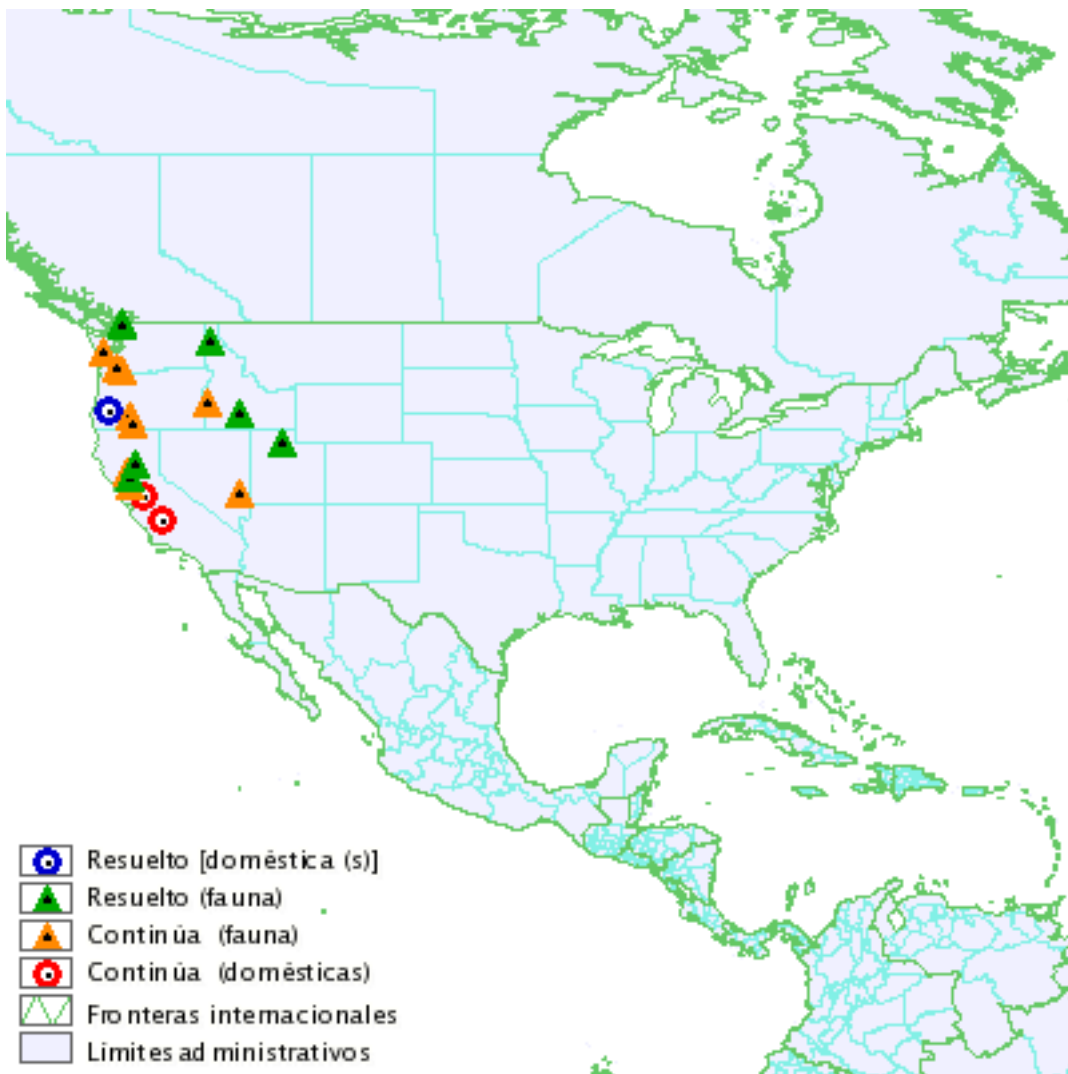 Resuelto [doméstica (s)]
Resuelto (fauna)
Continúa (fauna)
Continúa (domésticas)
Fronteras internacionales
Límites administrativos